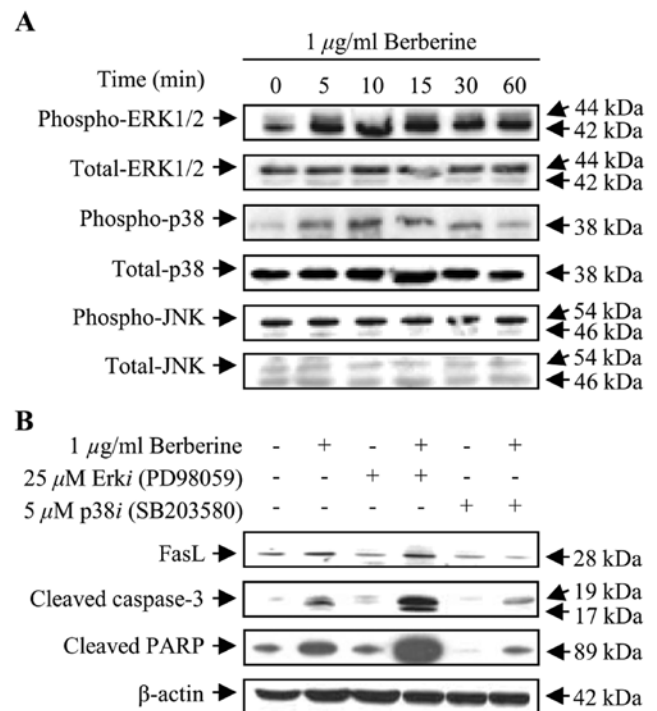 A
1 μg/ml Berberine
Time (min) 0 5 10 15 30 60
Phospho-ERK1/2 44 kDa
42 kDa
Total-ERK1/2 44 kDa
42 kDa
Phospho-p38 38 kDa
Total-p38 38 kDa
Phospho-JNK 54 kDa
46 kDa
Total-JNK 54 kDa
46 kDa
B
1 μg/ml Berberine - + - + - +
25 μM Erki (PD98059) - - + + - -
5 μM p38i (SB203580) - - - - + +
FasL 28 kDa
Cleaved caspase-3 19 kDa
17 kDa
Cleaved PARP 89 kDa
β-actin 42 kDa